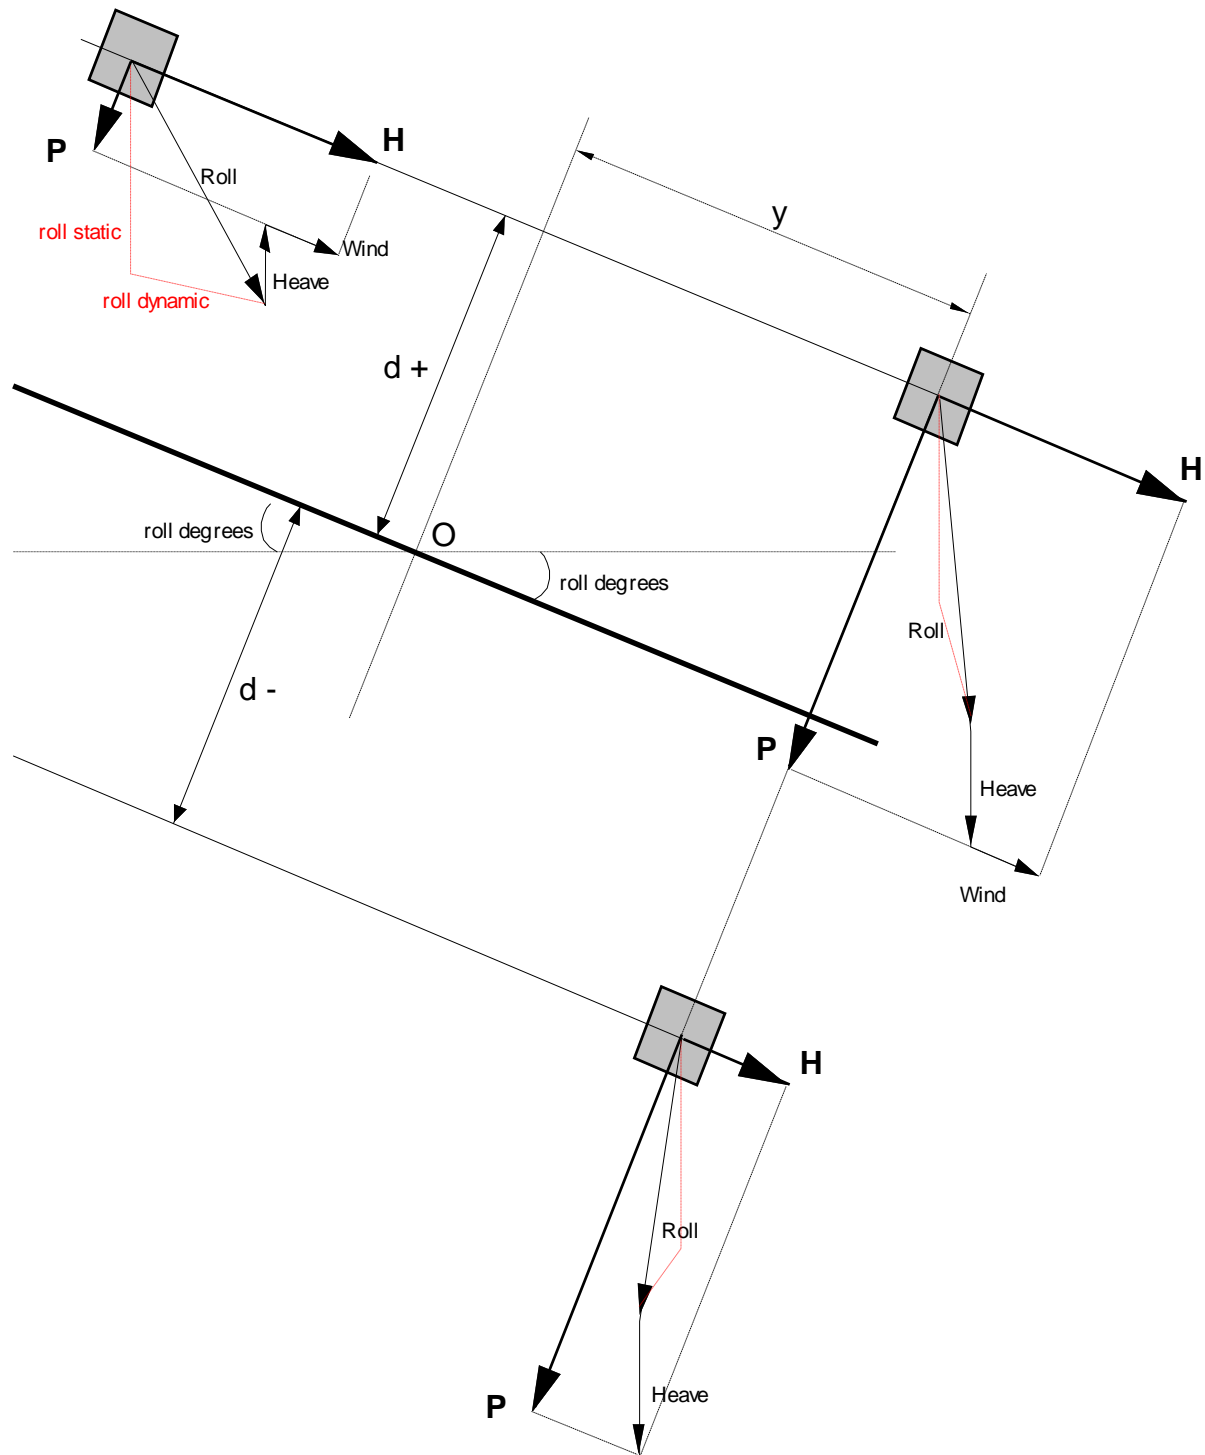 H
P
Roll
y
roll static
Wind
Heave
roll dynamic
d +
H
roll degrees
O
roll degrees
Roll
d -
P
Heave
Wind
H
Roll
P
Heave